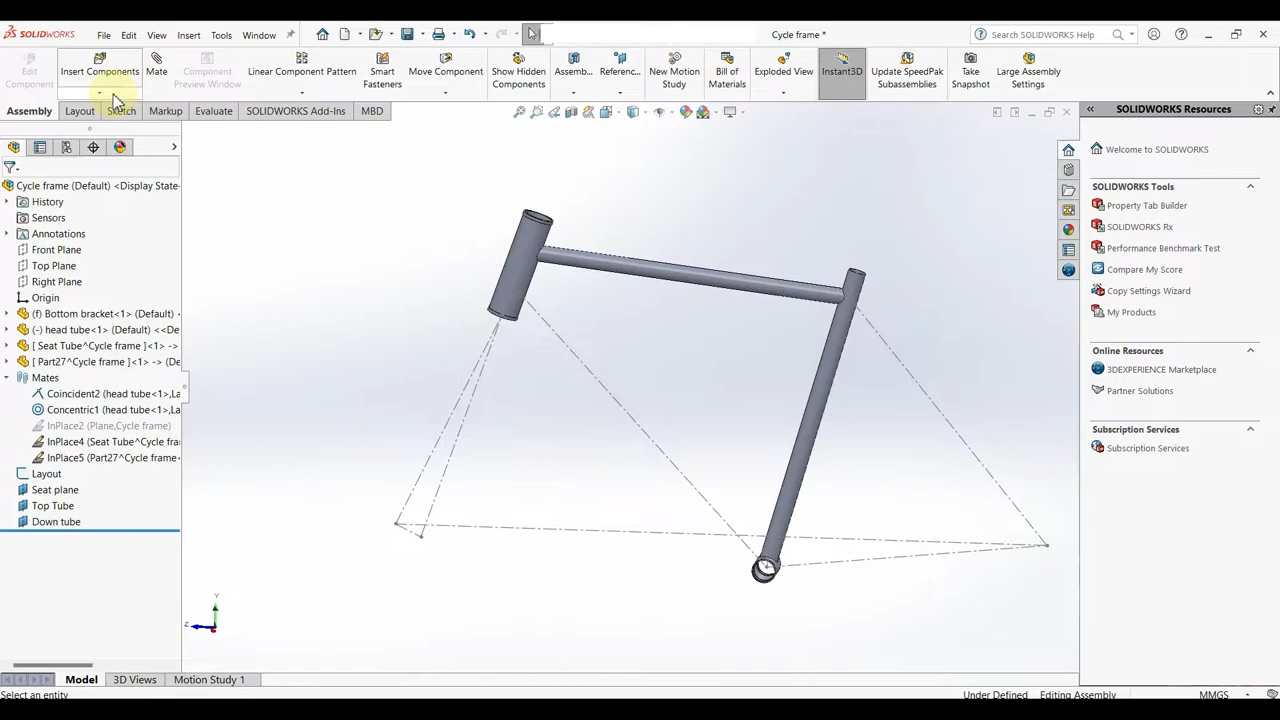 SOLIDWORKS
File
Edit
View
Insert
Tools
Window
Cycle frame *
Search SOLIDWORKS Help
Edit
Component
Insert Components
Mate
Component
Preview Window
Linear Component Pattern
Smart
Fasteners
Move Component
Show Hidden
Components
Assemb...
Referenc...
New Motion
Study
Bill of
Materials
Exploded View
Instant3D
Update SpeedPak
Subassemblies
Take
Snapshot
Large Assembly
Settings
Assembly
Layout
Sketch
Markup
Evaluate
SOLIDWORKS Add-Ins
MBD
Cycle frame (Default) <Display State-
History
Sensors
Annotations
Front Plane
Top Plane
Right Plane
Origin
(f) Bottom bracket<1> (Default)
(-) head tube<1> (Default) <<De
[ Seat Tube^Cycle frame ]<1> ->
[ Part27^Cycle frame ]<1> -> (De
Mates
Coincident2 (head tube<1>,La
Concentric1 (head tube<1>,La
InPlace2 (Plane,Cycle frame)
InPlace4 (Seat Tube^Cycle fra
InPlace5 (Part27^Cycle frame
Layout
Seat plane
Top Tube
Down tube
Y
Z
SOLIDWORKS Resources
Welcome to SOLIDWORKS
SOLIDWORKS Tools
Property Tab Builder
SOLIDWORKS Rx
Performance Benchmark Test
Compare My Score
Copy Settings Wizard
My Products
Online Resources
3DEXPERIENCE Marketplace
Partner Solutions
Subscription Services
Subscription Services
Model
3D Views
Motion Study 1
Select an entity
Under Defined
Editing Assembly
MMGS